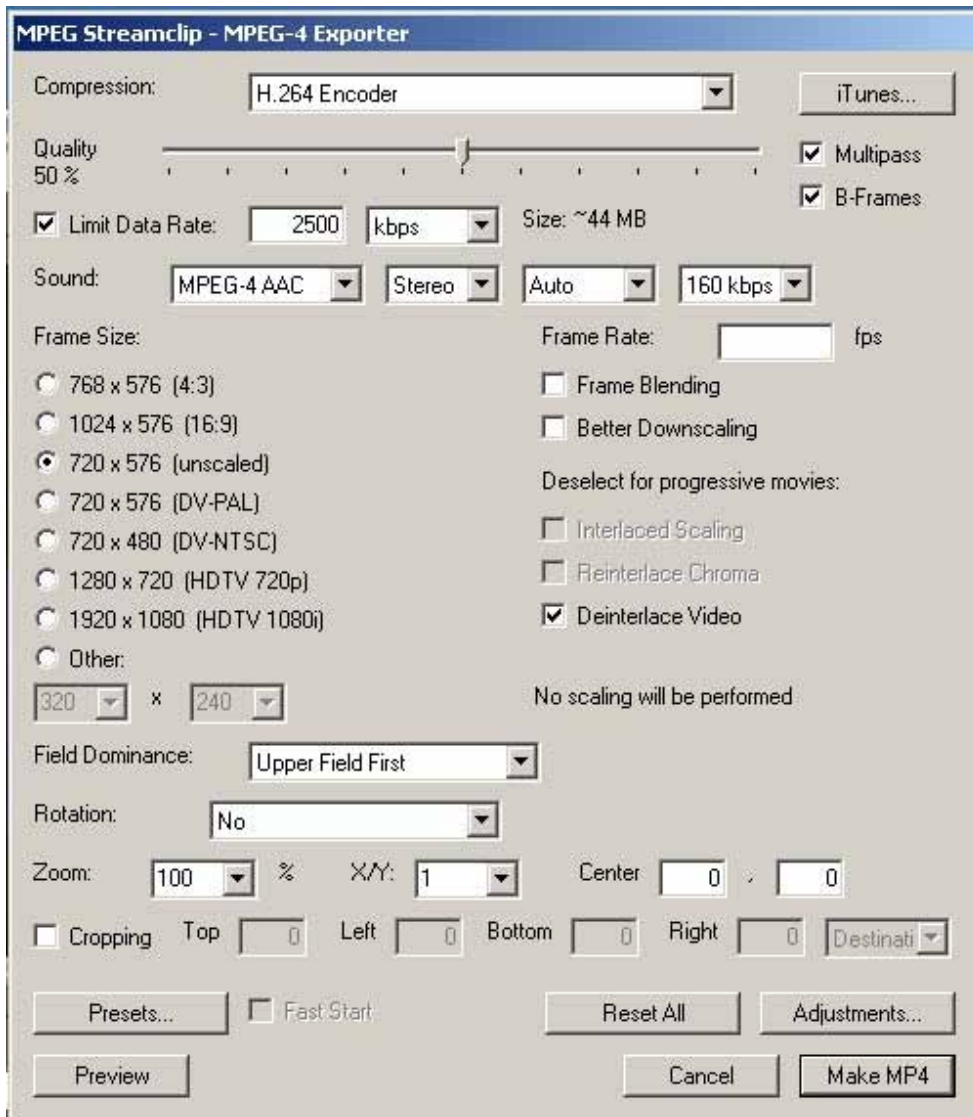 MPEG Streamclip - MPEG-4 Exporter
Compression: H.264 Encoder iTunes...
Quality
50 %
Multipass
B-Frames
Limit Data Rate: 2500 kbps Size: ~44 MB
Sound: MPEG-4 AAC Stereo Auto 160 kbps
Frame Size:
Frame Rate: fps
768 x 576 (4:3)
Frame Blending
1024 x 576 (16:9)
Better Downscaling
720 x 576 (unscaled)
Deselect for progressive movies:
720 x 576 (DV-PAL)
Interlaced Scaling
720 x 480 (DV-NTSC)
Reinterlace Chroma
1280 x 720 (HDTV 720p)
1920 x 1080 (HDTV 1080i)
Deinterlace Video
Other:
320 x 240
No scaling will be performed
Field Dominance: Upper Field First
Rotation: No
Zoom: 100 % X/Y: 1 Center 0 , 0
Cropping Top 0 Left 0 Bottom 0 Right 0 Destinati
Presets... Fast Start Reset All Adjustments...
Preview Cancel Make MP4